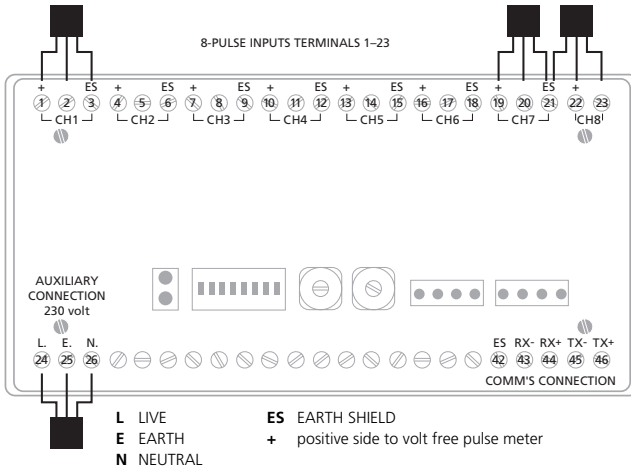 8-PULSE INPUTS TERMINALS 1–23
+ ES + ES + ES + ES + ES + ES + ES +
1 2 3 4 5 6 7 8 9 10 11 12 13 14 15 16 17 18 19 20 21 22 23
CH1 CH2 CH3 CH4 CH5 CH6 CH7 CH8
AUXILIARY
CONNECTION
230 volt
L. E. N. ES RX- RX+ TX- TX+
24 25 26 42 43 44 45 46
COMM'S CONNECTION
L LIVE ES EARTH SHIELD
E EARTH + positive side to volt free pulse meter
N NEUTRAL